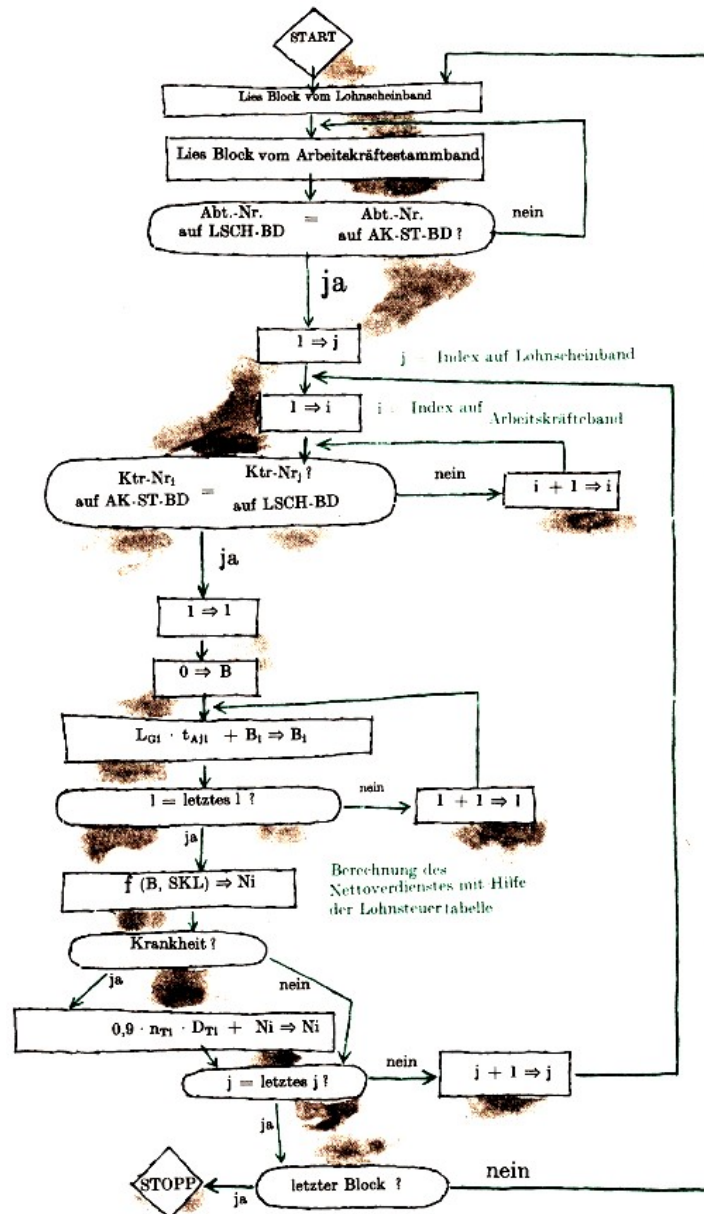 START
Lies Block vom Lohnscheinband
Lies Block vom Arbeitskräftestammband
Abt.-Nr. = Abt.-Nr.
auf LSCH-BD auf AK-ST-BD ?
nein
ja
1 ⇒ j
j = Index auf Lohnscheinband
1 ⇒ i
i = Index auf
Arbeitskräfteband
Ktr-Nri = Ktr-Nrj ?
auf AK-ST-BD auf LSCH-BD
nein
i + 1 ⇒ i
ja
1 ⇒ l
0 ⇒ B
LGi · tAjl + Bi ⇒ Bi
l = letztes l ?
nein
l + 1 ⇒ l
ja
f (B, SKL) ⇒ Ni
Berechnung des
Nettoverdienstes mit Hilfe
der Lohnsteuertabelle
Krankheit ?
ja
nein
0,9 · nTi · DTi + Ni ⇒ Ni
j = letztes j ?
nein
j + 1 ⇒ j
ja
letzter Block ?
nein
ja
STOPP